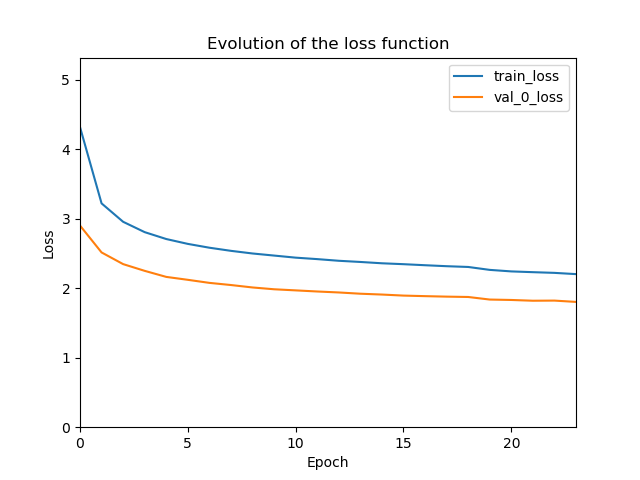 Evolution of the loss function
train_loss
val_0_loss
5
4
3
2
1
0
Loss
0 5 10 15 20
Epoch